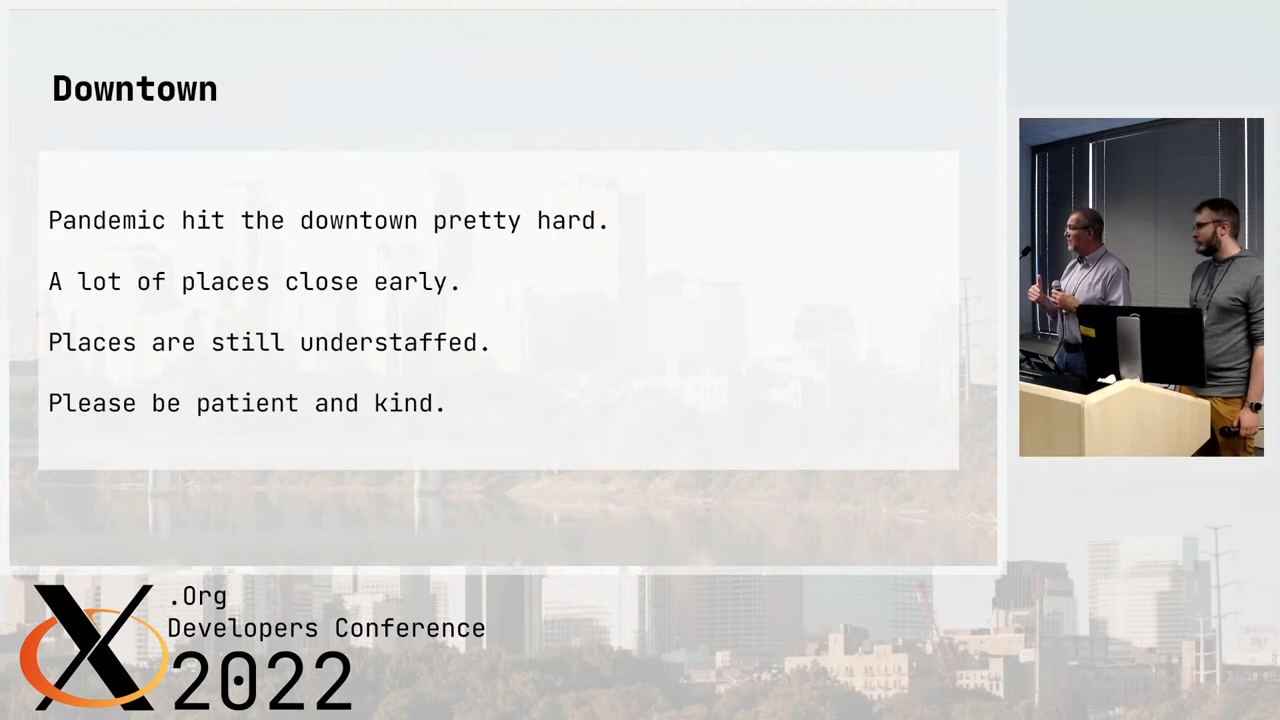 Downtown
Pandemic hit the downtown pretty hard.
A lot of places close early.
Places are still understaffed.
Please be patient and kind.
X.Org
Developers Conference
2022